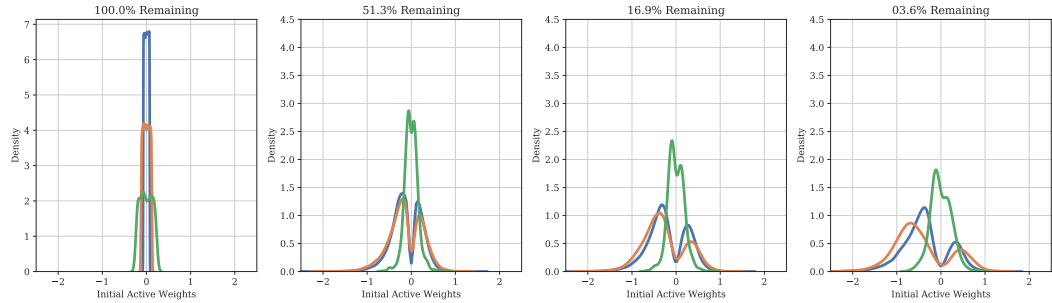 100.0% Remaining
7
6
5
4
3
2
1
0
Density
−2 −1 0 1 2
Initial Active Weights
51.3% Remaining
4.5
4.0
3.5
3.0
2.5
2.0
1.5
1.0
0.5
0.0
Density
−2 −1 0 1 2
Initial Active Weights
16.9% Remaining
4.5
4.0
3.5
3.0
2.5
2.0
1.5
1.0
0.5
0.0
Density
−2 −1 0 1 2
Initial Active Weights
03.6% Remaining
4.5
4.0
3.5
3.0
2.5
2.0
1.5
1.0
0.5
0.0
Density
−2 −1 0 1 2
Initial Active Weights